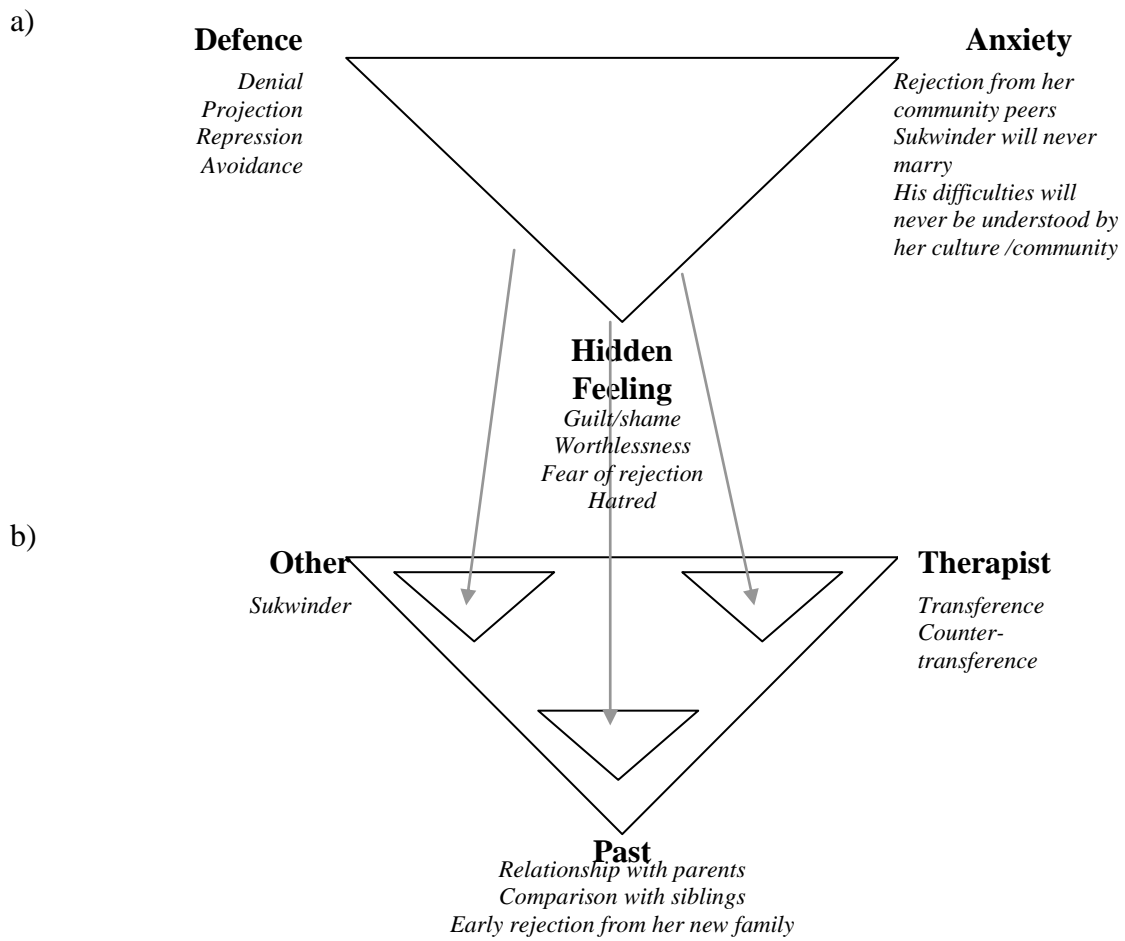 a)
Defence
Denial
Projection
Repression
Avoidance
Anxiety
Rejection from her
community peers
Sukwinder will never
marry
His difficulties will
never be understood by
her culture /community
Hidden
Feeling
Guilt/shame
Worthlessness
Fear of rejection
Hatred
b)
Other
Sukwinder
Therapist
Transference
Counter-
transference
Past
Relationship with parents
Comparison with siblings
Early rejection from her new family